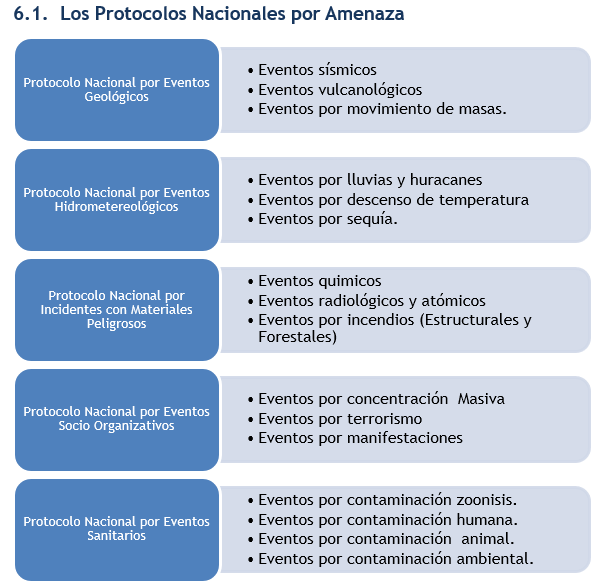 6.1. Los Protocolos Nacionales por Amenaza
Protocolo Nacional por Eventos
Geológicos
• Eventos sísmicos
• Eventos vulcanológicos
• Eventos por movimiento de masas.
Protocolo Nacional por Eventos
Hidrometereológicos
• Eventos por lluvias y huracanes
• Eventos por descenso de temperatura
• Eventos por sequía.
Protocolo Nacional por
Incidentes con Materiales
Peligrosos
• Eventos quimicos
• Eventos radiológicos y atómicos
• Eventos por incendios (Estructurales y
Forestales)
Protocolo Nacional por Eventos
Socio Organizativos
• Eventos por concentración Masiva
• Eventos por terrorismo
• Eventos por manifestaciones
Protocolo Nacional por Eventos
Sanitarios
• Eventos por contaminación zoonisis.
• Eventos por contaminación humana.
• Eventos por contaminación animal.
• Eventos por contaminación ambiental.